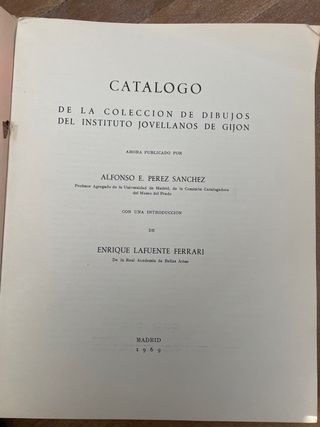 CATALOGO
DE LA COLECCION DE DIBUJOS
DEL INSTITUTO JOVELLANOS DE GIJON
AHORA PUBLICADO POR
ALFONSO E. PEREZ SANCHEZ
Profesor Agregado de la Universidad de Madrid, de la Comisión Catalogadora
del Museo del Prado
CON UNA INTRODUCCIÓN
DE
ENRIQUE LAFUENTE FERRARI
De la Real Academia de Bellas Artes
MADRID
1969